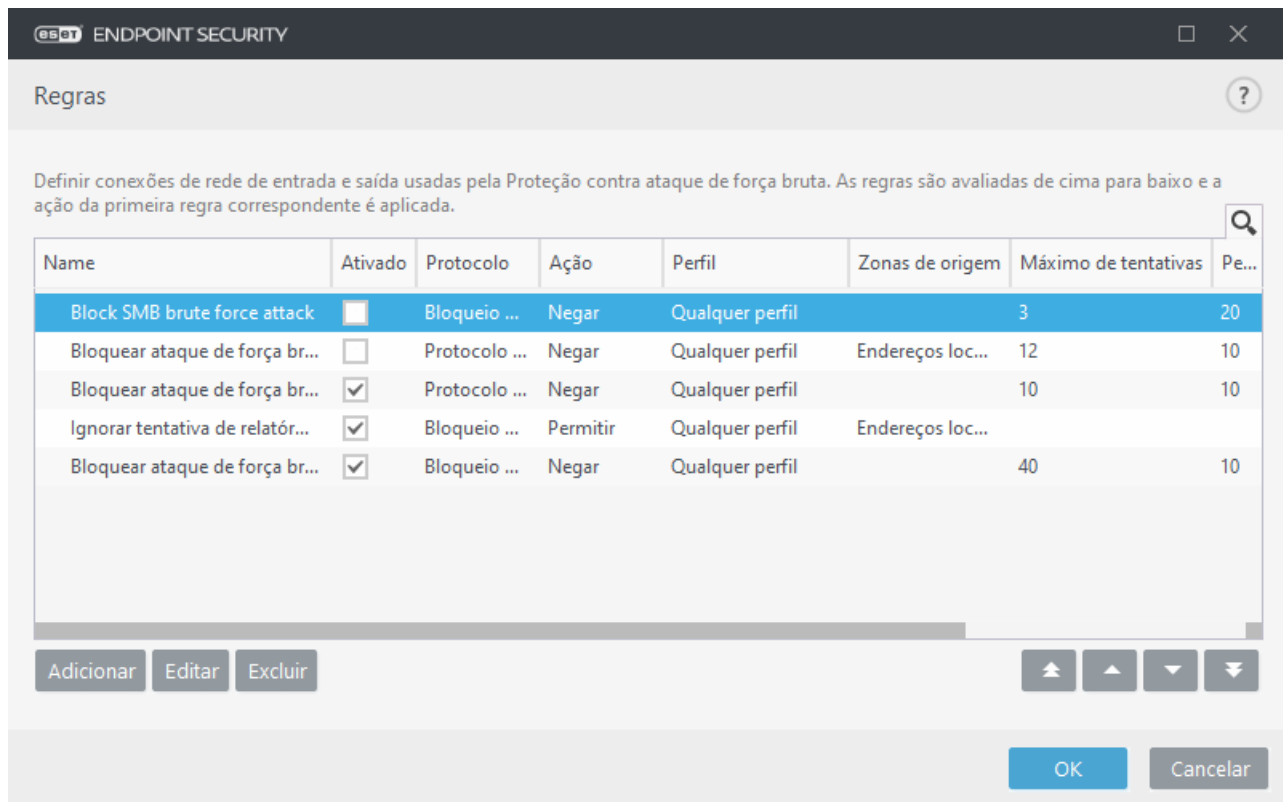 eset ENDPOINT SECURITY
Regras ?
Definir conexões de rede de entrada e saída usadas pela Proteção contra ataque de força bruta. As regras são avaliadas de cima para baixo e a
ação da primeira regra correspondente é aplicada.
Name Ativado Protocolo Ação Perfil Zonas de origem Máximo de tentativas Pe...
Block SMB brute force attack Bloqueio ... Negar Qualquer perfil 3 20
Bloquear ataque de força br... Protocolo ... Negar Qualquer perfil Endereços loc... 12 10
Bloquear ataque de força br... Protocolo ... Negar Qualquer perfil 10 10
Ignorar tentativa de relatór... Bloqueio ... Permitir Qualquer perfil Endereços loc...
Bloquear ataque de força br... Bloqueio ... Negar Qualquer perfil 40 10
Adicionar Editar Excluir
OK Cancelar